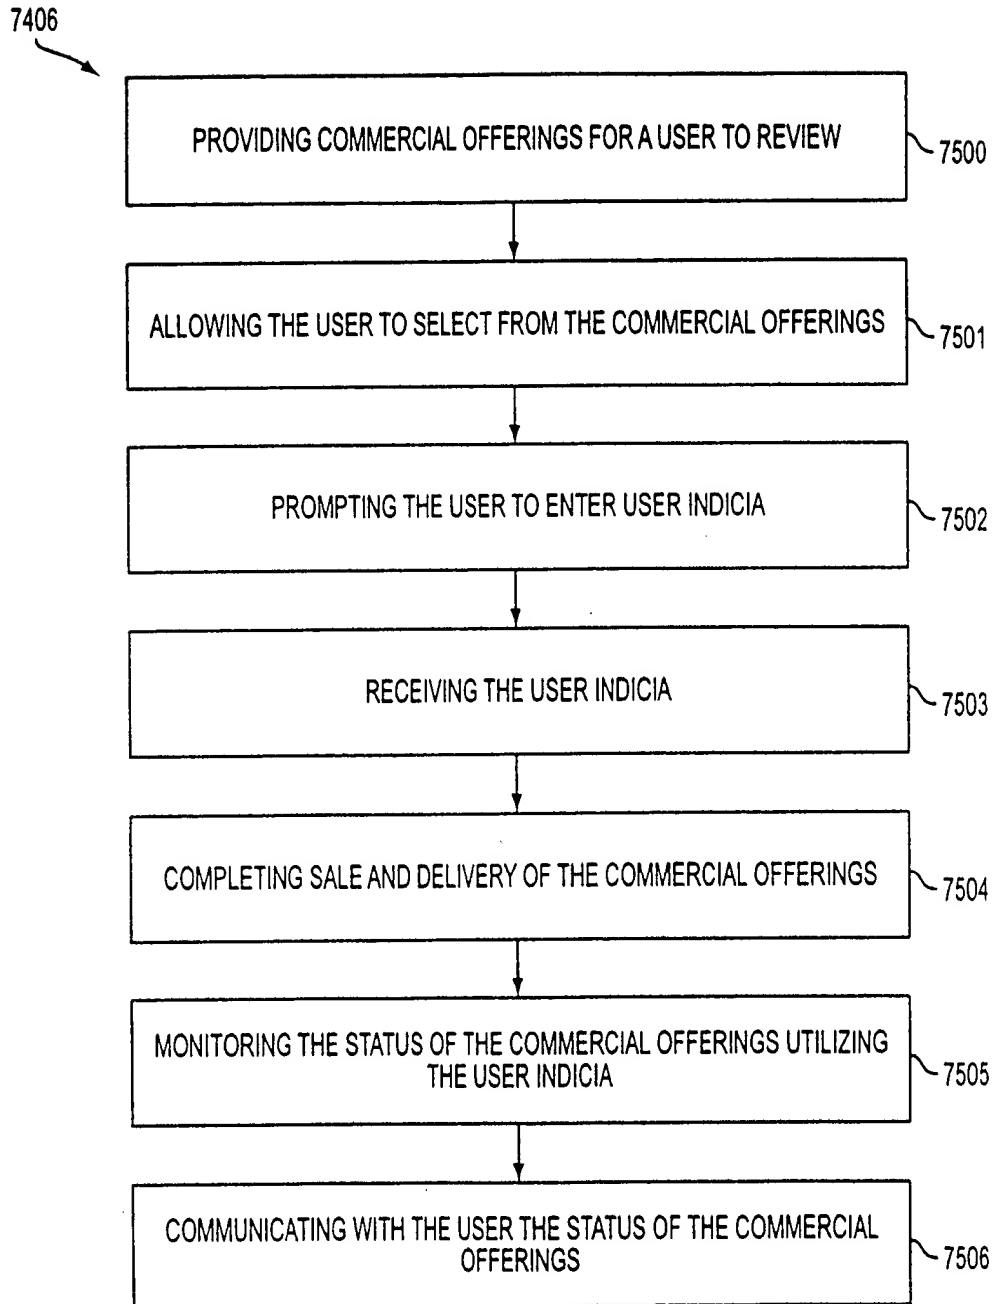 7406
PROVIDING COMMERCIAL OFFERINGS FOR A USER TO REVIEW
7500
ALLOWING THE USER TO SELECT FROM THE COMMERCIAL OFFERINGS
7501
PROMPTING THE USER TO ENTER USER INDICIA
7502
RECEIVING THE USER INDICIA
7503
COMPLETING SALE AND DELIVERY OF THE COMMERCIAL OFFERINGS
7504
MONITORING THE STATUS OF THE COMMERCIAL OFFERINGS UTILIZING
THE USER INDICIA
7505
COMMUNICATING WITH THE USER THE STATUS OF THE COMMERCIAL
OFFERINGS
7506